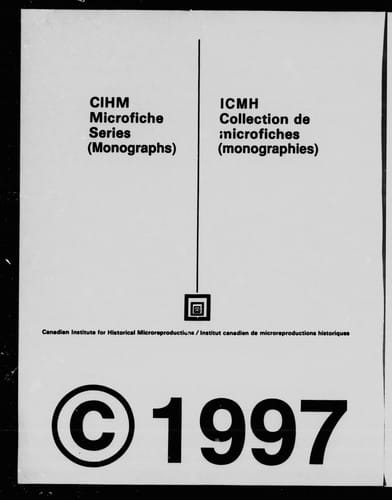 CIHM
Microfiche
Series
(Monographs)
ICMH
Collection de
microfiches
(monographies)
Canadian Institute for Historical Microreproductions / Institut canadien de microreproductions historiques
© 1997